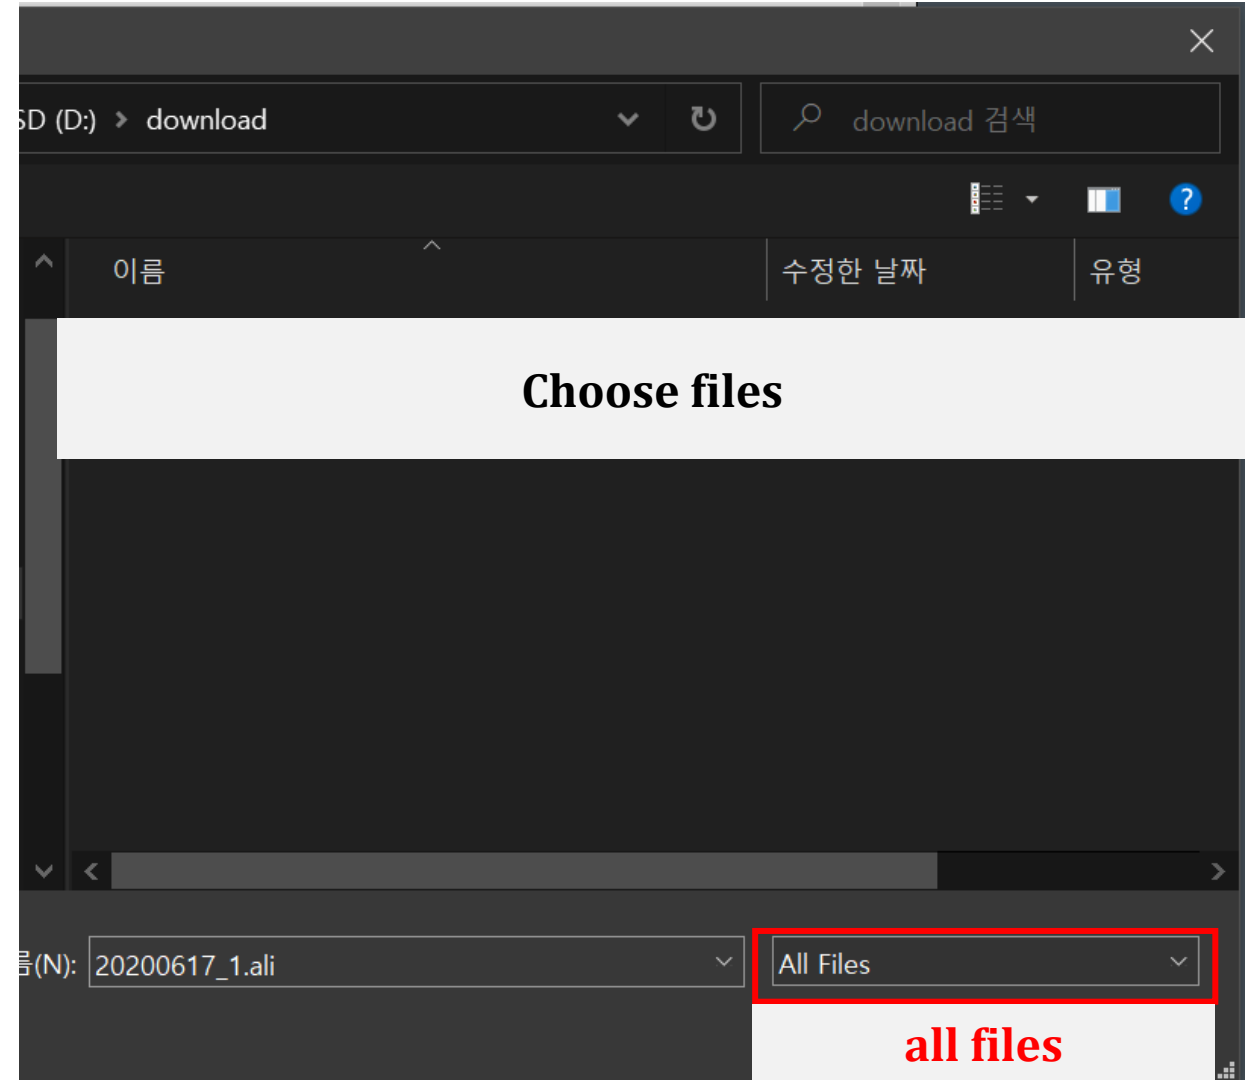 SD (D:) > download
download 검색
이름
수정한 날짜
유형
Choose files
(N): 20200617_1.ali
All Files
all files